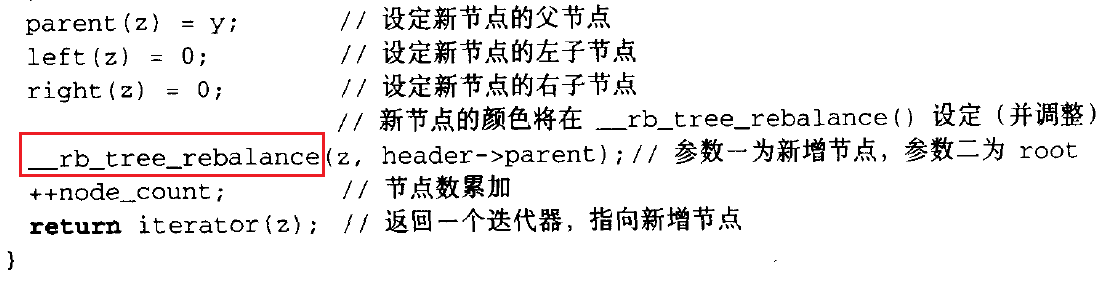 parent(z) = y; // 设定新节点的父节点
left(z) = 0; // 设定新节点的左子节点
right(z) = 0; // 设定新节点的右子节点
// 新节点的颜色将在 __rb_tree_rebalance() 设定（并调整）
__rb_tree_rebalance(z, header->parent);// 参数一为新增节点，参数二为 root
++node_count; // 节点数累加
return iterator(z); // 返回一个迭代器，指向新增节点
}